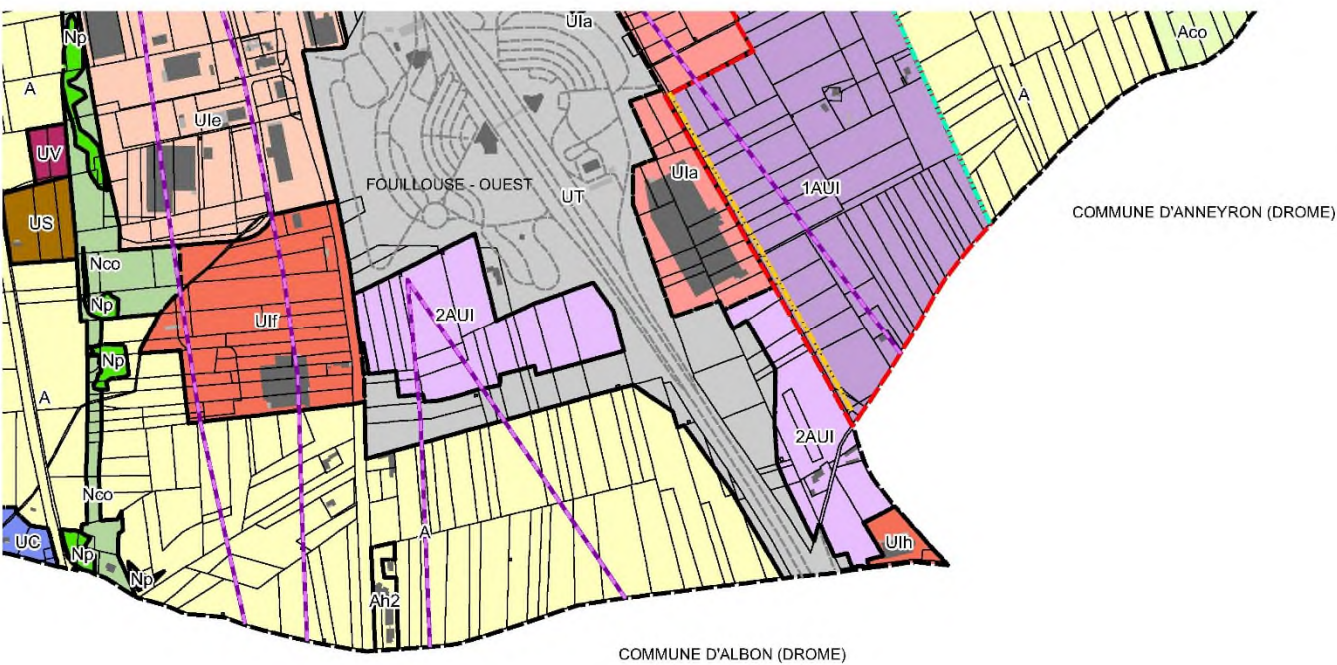 Np
UIa
Aco
A
UIe
A
UV
UIa
FOUILLOUSE - OUEST
UT
1AUI
US
COMMUNE D'ANNEYRON (DROME)
Nco
Np
UIf
2AUI
Np
A
2AUI
Nco
A
UC
Np
UIh
Np
Ah2
COMMUNE D'ALBON (DROME)